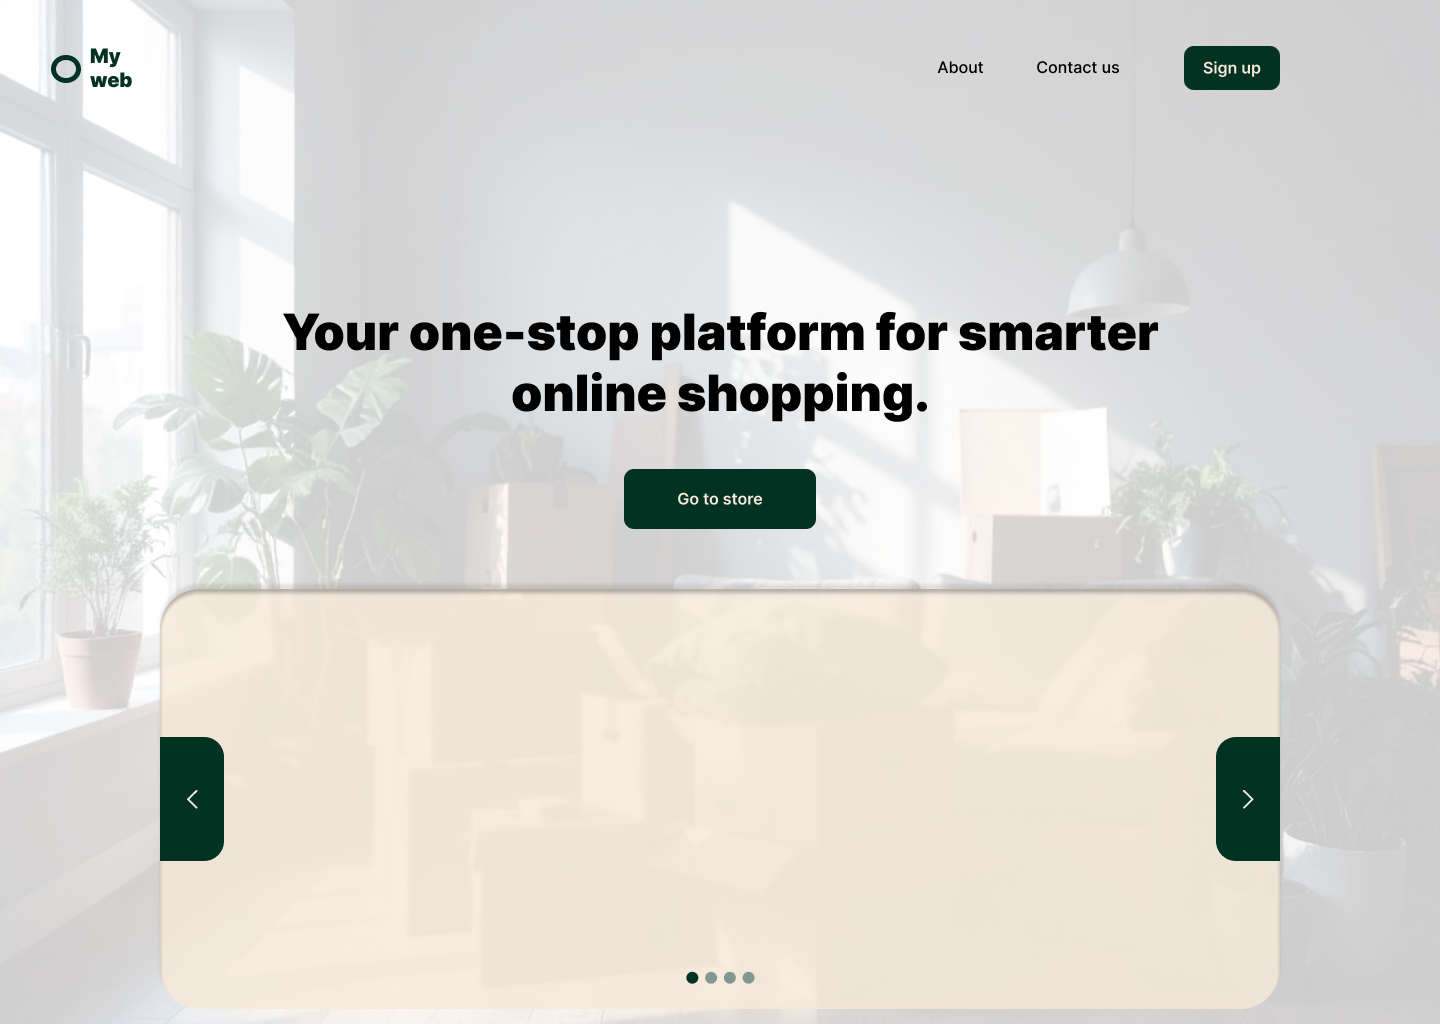 My
web
About
Contact us
Sign up
Your one-stop platform for smarter
online shopping.
Go to store